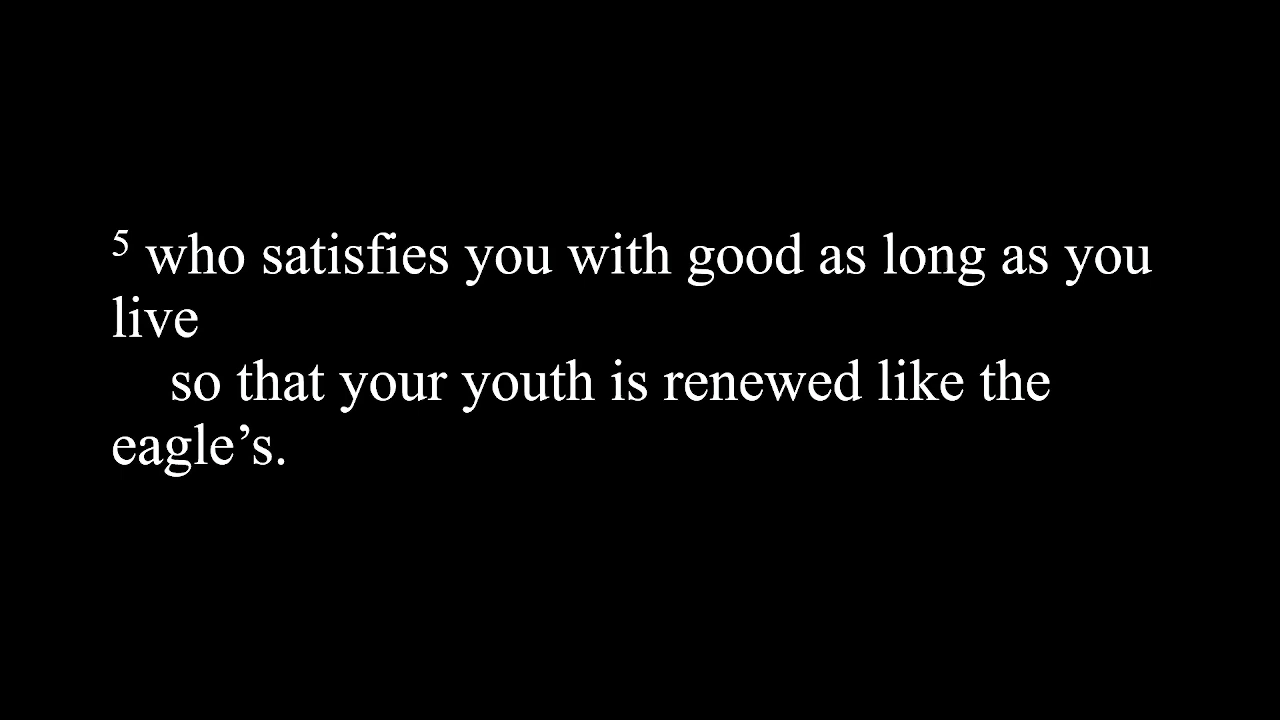 5 who satisfies you with good as long as you
live
so that your youth is renewed like the
eagle’s.